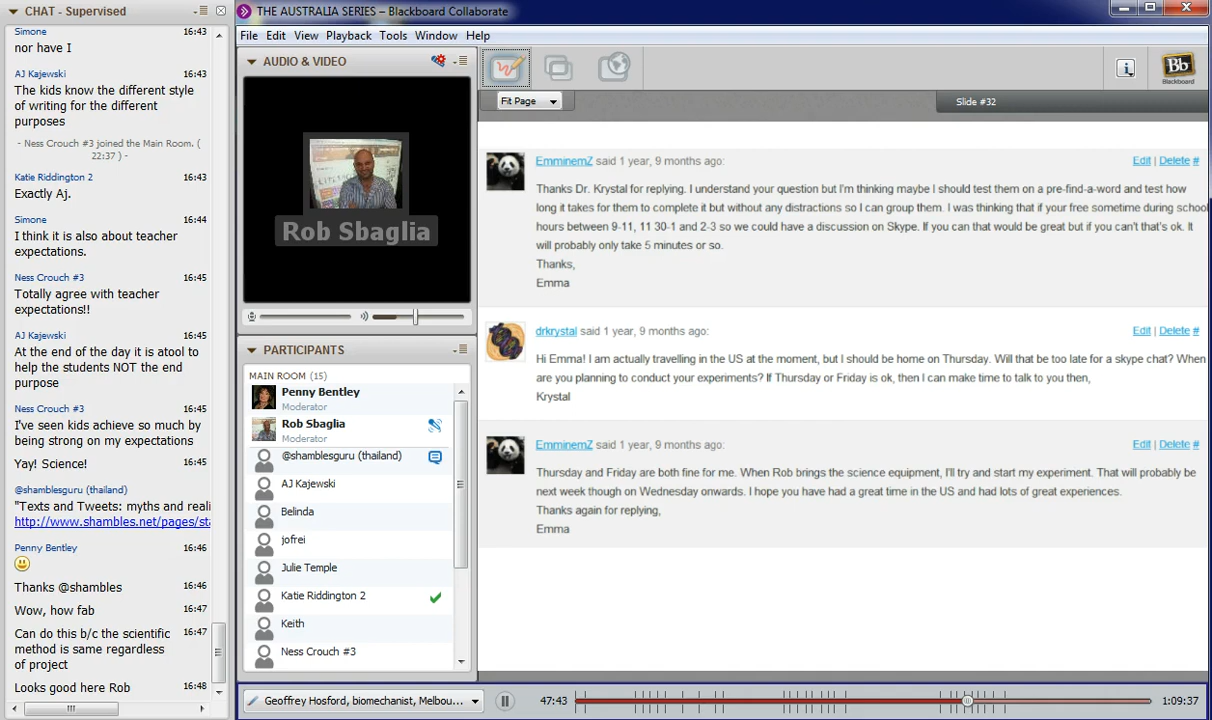 CHAT - Supervised
Simone 16:43
nor have I
AJ Kajewski 16:43
The kids know the different style
of writing for the different
purposes
- Ness Crouch #3 joined the Main Room. (
22:37 ) -
Katie Riddington 2 16:43
Exactly Aj.
Simone 16:44
I think it is also about teacher
expectations.
Ness Crouch #3 16:45
Totally agree with teacher
expectations!!
AJ Kajewski 16:45
At the end of the day it is atool to
help the students NOT the end
purpose
Ness Crouch #3 16:45
I've seen kids achieve so much by
being strong on my expectations
Yay! Science! 16:45
@shamblesguru (thailand)
"Texts and Tweets: myths and reali
http://www.shambles.net/pages/sta
Penny Bentley 16:46
Thanks @shambles 16:46
Wow, how fab 16:47
Can do this b/c the scientific 16:47
method is same regardless
of project
Looks good here Rob 16:48
THE AUSTRALIA SERIES – Blackboard Collaborate
File Edit View Playback Tools Window Help
AUDIO & VIDEO
Rob Sbaglia
PARTICIPANTS
MAIN ROOM (15)
Penny Bentley
Moderator
Rob Sbaglia
Moderator
@shamblesguru (thailand)
AJ Kajewski
Belinda
jofrei
Julie Temple
Katie Riddington 2
Keith
Ness Crouch #3
Bb
Blackboard
Fit Page
Slide #32
EmminemZ said 1 year, 9 months ago: Edit | Delete #
Thanks Dr. Krystal for replying. I understand your question but I'm thinking maybe I should test them on a pre-find-a-word and test how
long it takes for them to complete it but without any distractions so I can group them. I was thinking that if your free sometime during school
hours between 9-11, 11 30-1 and 2-3 so we could have a discussion on Skype. If you can that would be great but if you can't that's ok. It
will probably only take 5 minutes or so.
Thanks,
Emma
drkrystal said 1 year, 9 months ago: Edit | Delete #
Hi Emma! I am actually travelling in the US at the moment, but I should be home on Thursday. Will that be too late for a skype chat? When
are you planning to conduct your experiments? If Thursday or Friday is ok, then I can make time to talk to you then,
Krystal
EmminemZ said 1 year, 9 months ago: Edit | Delete #
Thursday and Friday are both fine for me. When Rob brings the science equipment, I'll try and start my experiment. That will probably be
next week though on Wednesday onwards. I hope you have had a great time in the US and had lots of great experiences.
Thanks again for replying,
Emma
Geoffrey Hosford, biomechanist, Melbou... 47:43 1:09:37